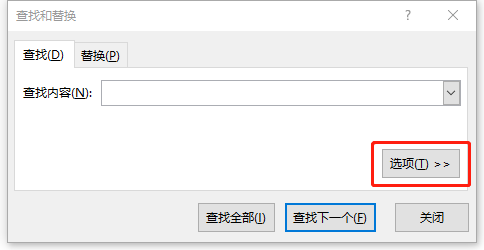 查找和替换 ?
查找(D) 替换(P)
查找内容(N):
选项(T) >>
查找全部(I) 查找下一个(F) 关闭